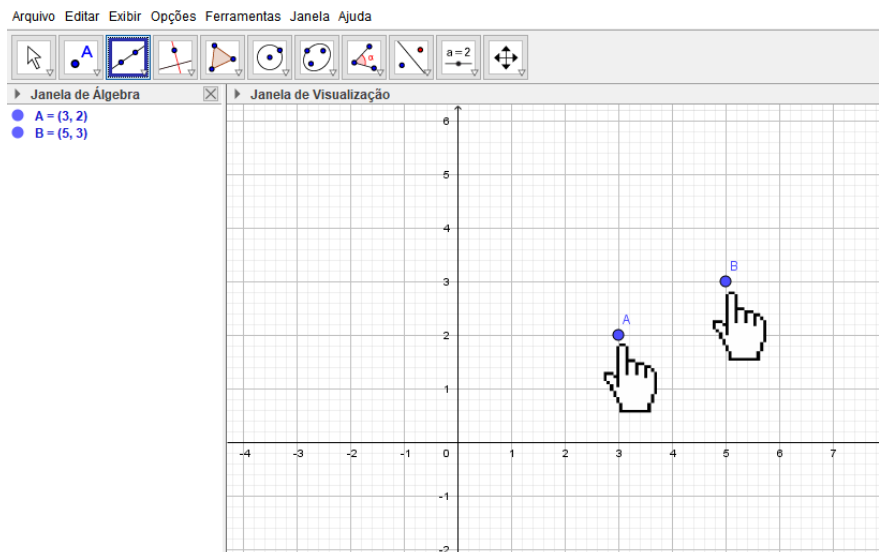 Arquivo Editar Exibir Opções Ferramentas Janela Ajuda
A α a=2
Janela de Álgebra
Janela de Visualização
A = (3, 2)
B = (5, 3)
6
5
4
3
2
1
-4 -3 -2 -1 0 1 2 3 4 5 6 7
-1
-2
A
B